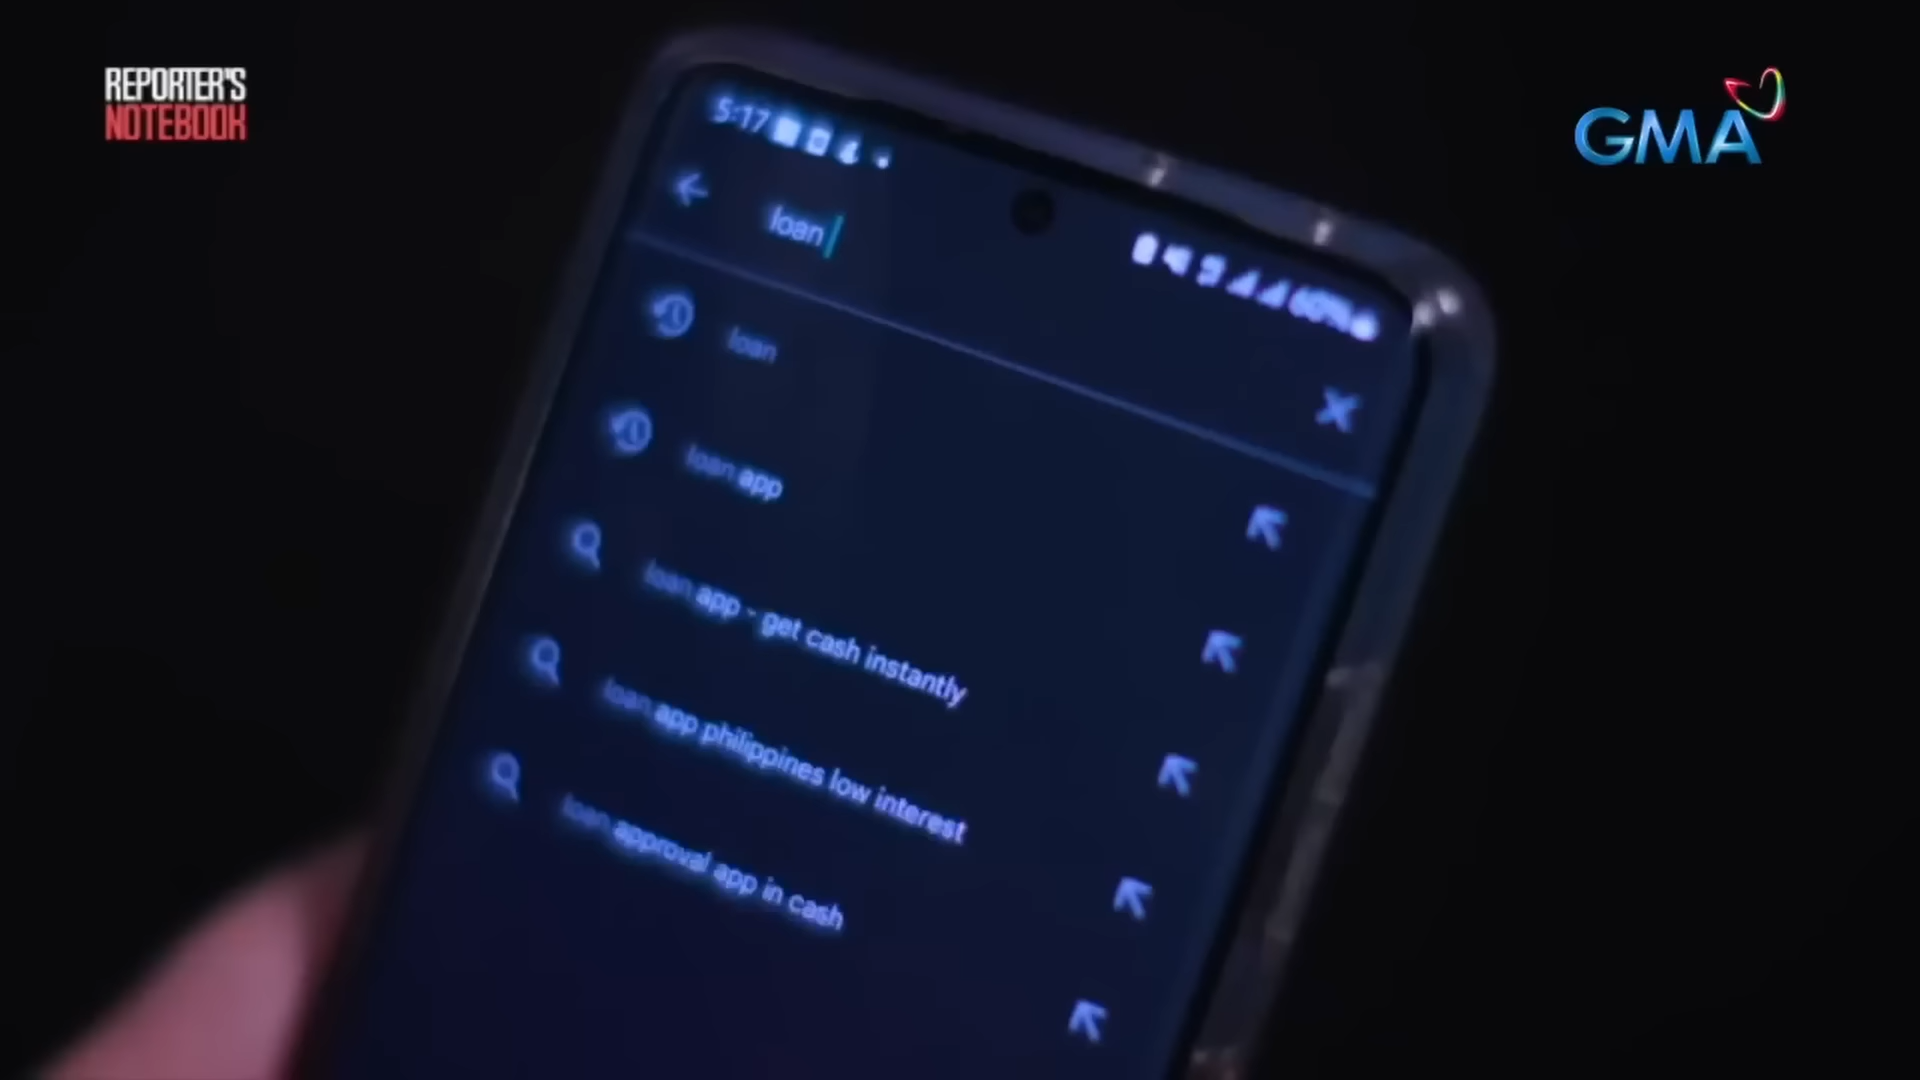 REPORTER'S
NOTEBOOK
GMA
5:17
60%
loan
loan
loan app
loan app - get cash instantly
loan app philippines low interest
loan approval app in cash